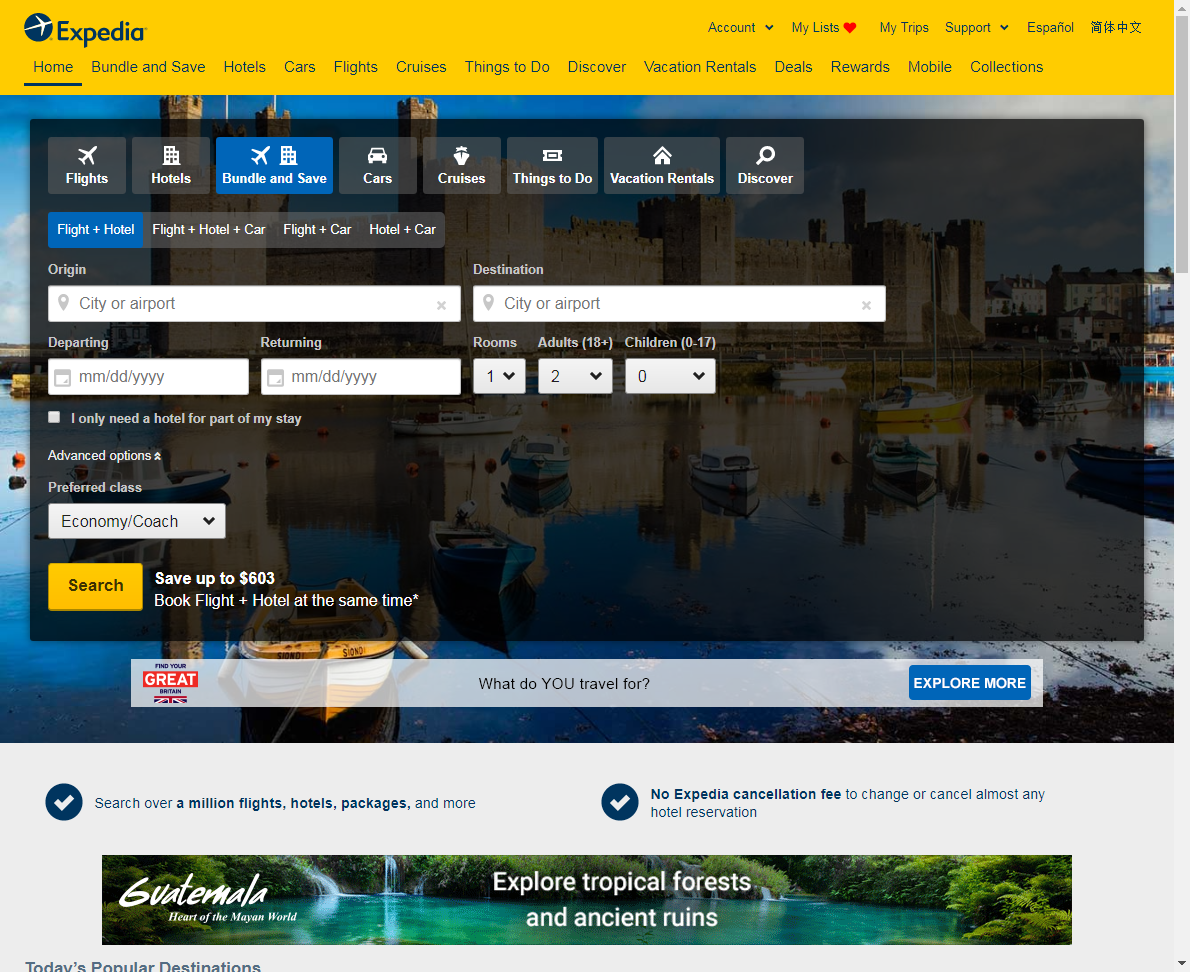 Expedia
Account My Lists My Trips Support Español 简体中文
Home Bundle and Save Hotels Cars Flights Cruises Things to Do Discover Vacation Rentals Deals Rewards Mobile Collections
Flights Hotels Bundle and Save Cars Cruises Things to Do Vacation Rentals Discover
Flight + Hotel Flight + Hotel + Car Flight + Car Hotel + Car
Origin Destination
City or airport City or airport
Departing Returning Rooms Adults (18+) Children (0-17)
mm/dd/yyyy mm/dd/yyyy 1 2 0
I only need a hotel for part of my stay
Advanced options
Preferred class
Economy/Coach
Search
Save up to $603
Book Flight + Hotel at the same time*
SIONDI SIONDI
FIND YOUR
GREAT
BRITAIN
What do YOU travel for?
EXPLORE MORE
Search over a million flights, hotels, packages, and more
No Expedia cancellation fee to change or cancel almost any
hotel reservation
Guatemala
Heart of the Mayan World
Explore tropical forests
and ancient ruins
Today's Popular Destinations